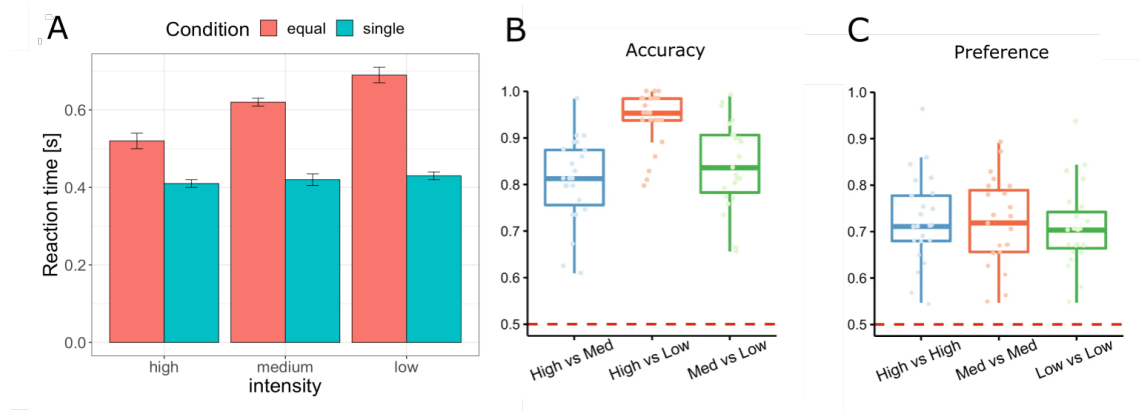 A
Condition equal single
Reaction time [s]
0.6
0.4
0.2
0.0
high medium low
intensity
B
Accuracy
1.0
0.9
0.8
0.7
0.6
0.5
High vs Med High vs Low Med vs Low
C
Preference
1.0
0.9
0.8
0.7
0.6
0.5
High vs High Med vs Med Low vs Low